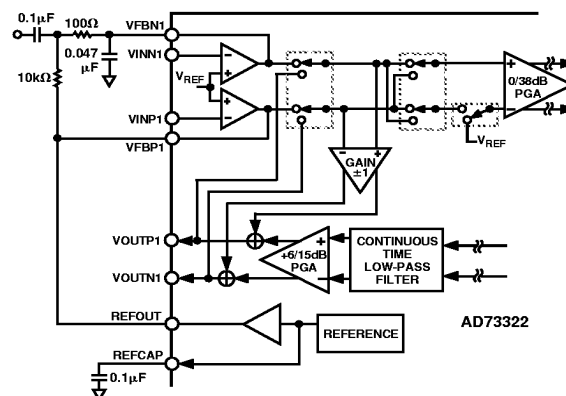 0.1µF
100Ω
VFBN1
0.047
µF
VINN1
10kΩ
VREF
VINP1
VFBP1
0/38dB
PGA
VREF
GAIN
±1
VOUTP1
+6/15dB
PGA
CONTINUOUS
TIME
LOW-PASS
FILTER
VOUTN1
REFOUT
REFERENCE
AD73322
REFCAP
0.1µF